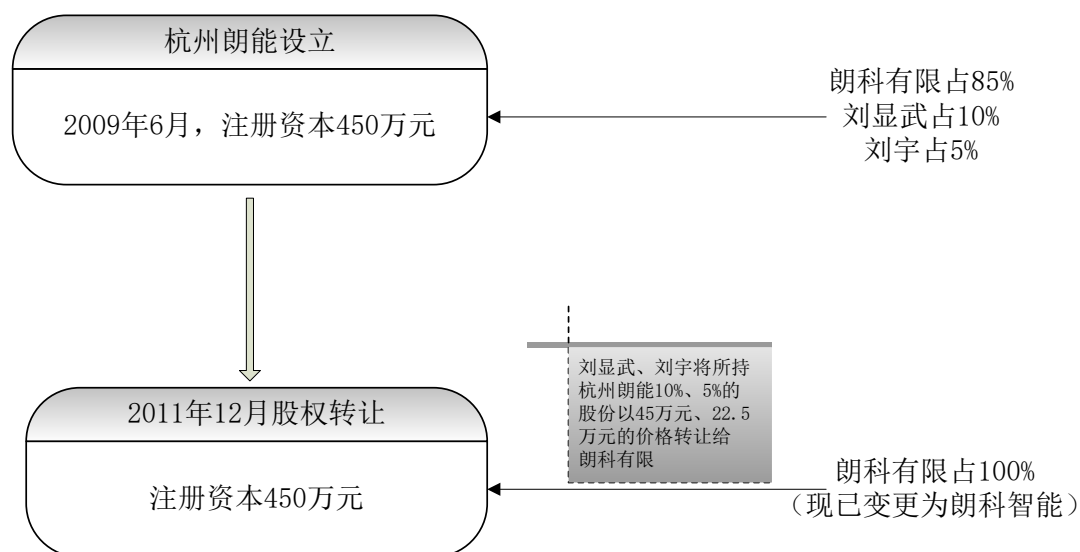 杭州朗能设立
2009年6月，注册资本450万元
朗科有限占85%
刘显武占10%
刘宇占5%
刘显武、刘宇将所持
杭州朗能10%、5%的
股份以45万元、22.5
万元的价格转让给
朗科有限
2011年12月股权转让
注册资本450万元
朗科有限占100%
（现已变更为朗科智能）